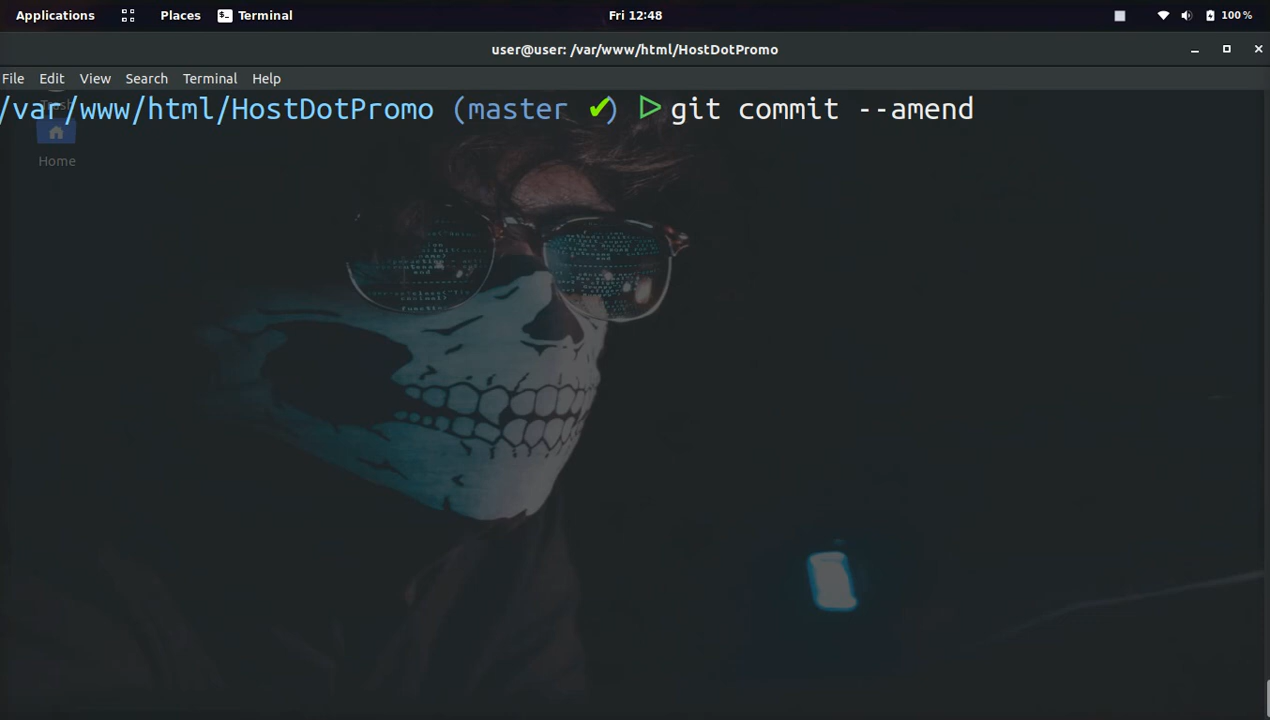 Applications Places Terminal Fri 12:48 100 %
user@user: /var/www/html/HostDotPromo
File Edit View Search Terminal Help
/var/www/html/HostDotPromo (master ✔) ▷git commit --amend
Trash
Home